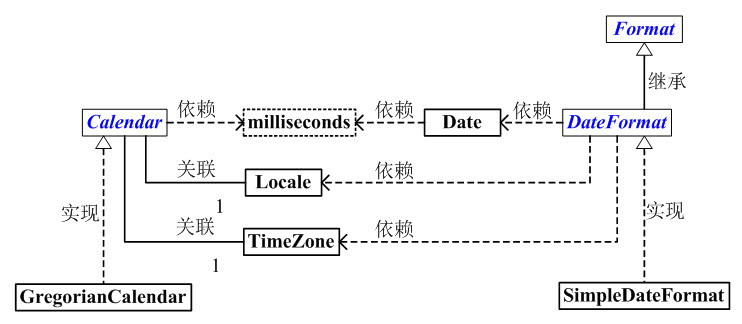 Format
继承
依赖
依赖
依赖
Calendar
milliseconds
Date
DateFormat
关联
Locale
依赖
1
实现
实现
关联
TimeZone
依赖
1
GregorianCalendar
SimpleDateFormat